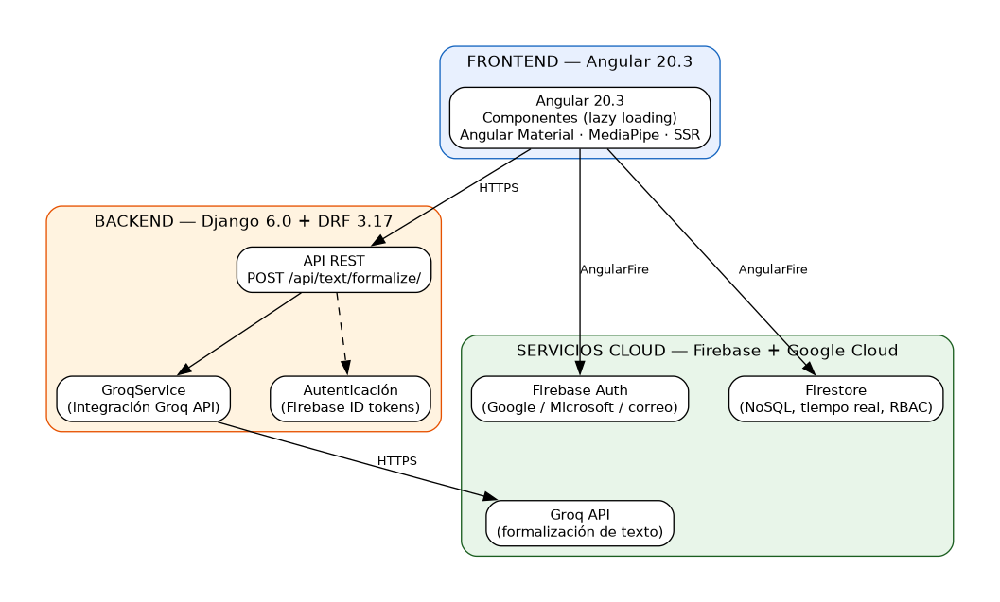 FRONTEND — Angular 20.3
Angular 20.3
Componentes (lazy loading)
Angular Material · MediaPipe · SSR
HTTPS
BACKEND — Django 6.0 + DRF 3.17
API REST
POST /api/text/formalize/
AngularFire
AngularFire
SERVICIOS CLOUD — Firebase + Google Cloud
GroqService
(integración Groq API)
Autenticación
(Firebase ID tokens)
Firebase Auth
(Google / Microsoft / correo)
Firestore
(NoSQL, tiempo real, RBAC)
HTTPS
Groq API
(formalización de texto)